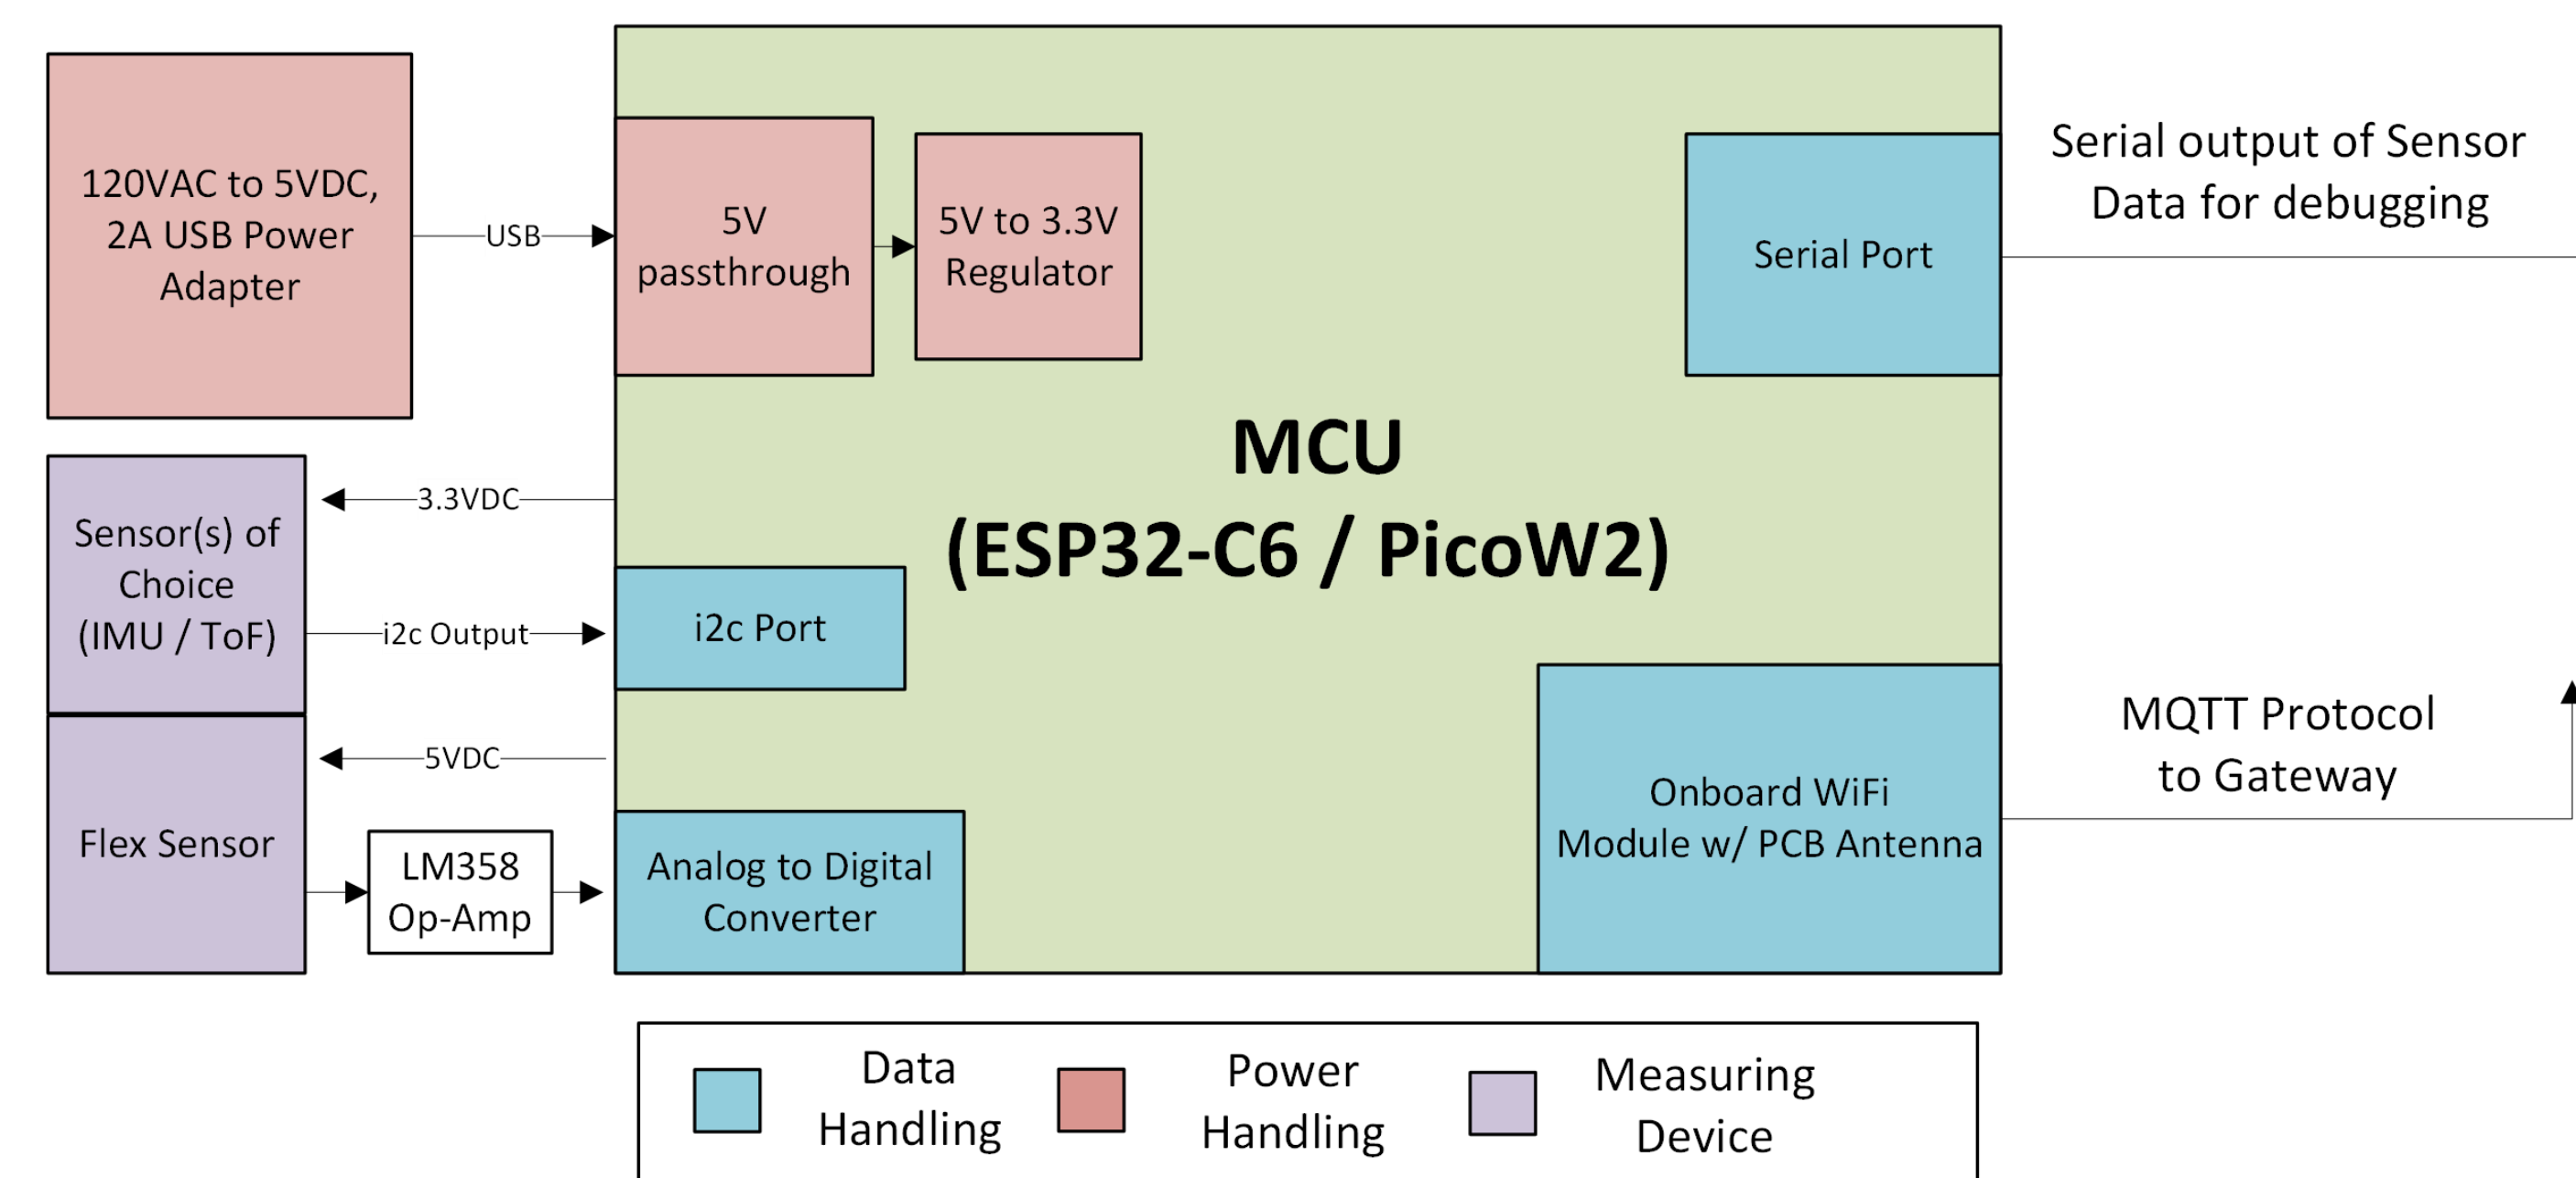 120VAC to 5VDC,
2A USB Power
Adapter
USB
5V
passthrough
5V to 3.3V
Regulator
Serial Port
Serial output of Sensor
Data for debugging
MCU
(ESP32-C6 / PicoW2)
Sensor(s) of
Choice
(IMU / ToF)
3.3VDC
i2c Output
i2c Port
5VDC
Flex Sensor
LM358
Op-Amp
Analog to Digital
Converter
Onboard WiFi
Module w/ PCB Antenna
MQTT Protocol
to Gateway
Data
Handling
Power
Handling
Measuring
Device